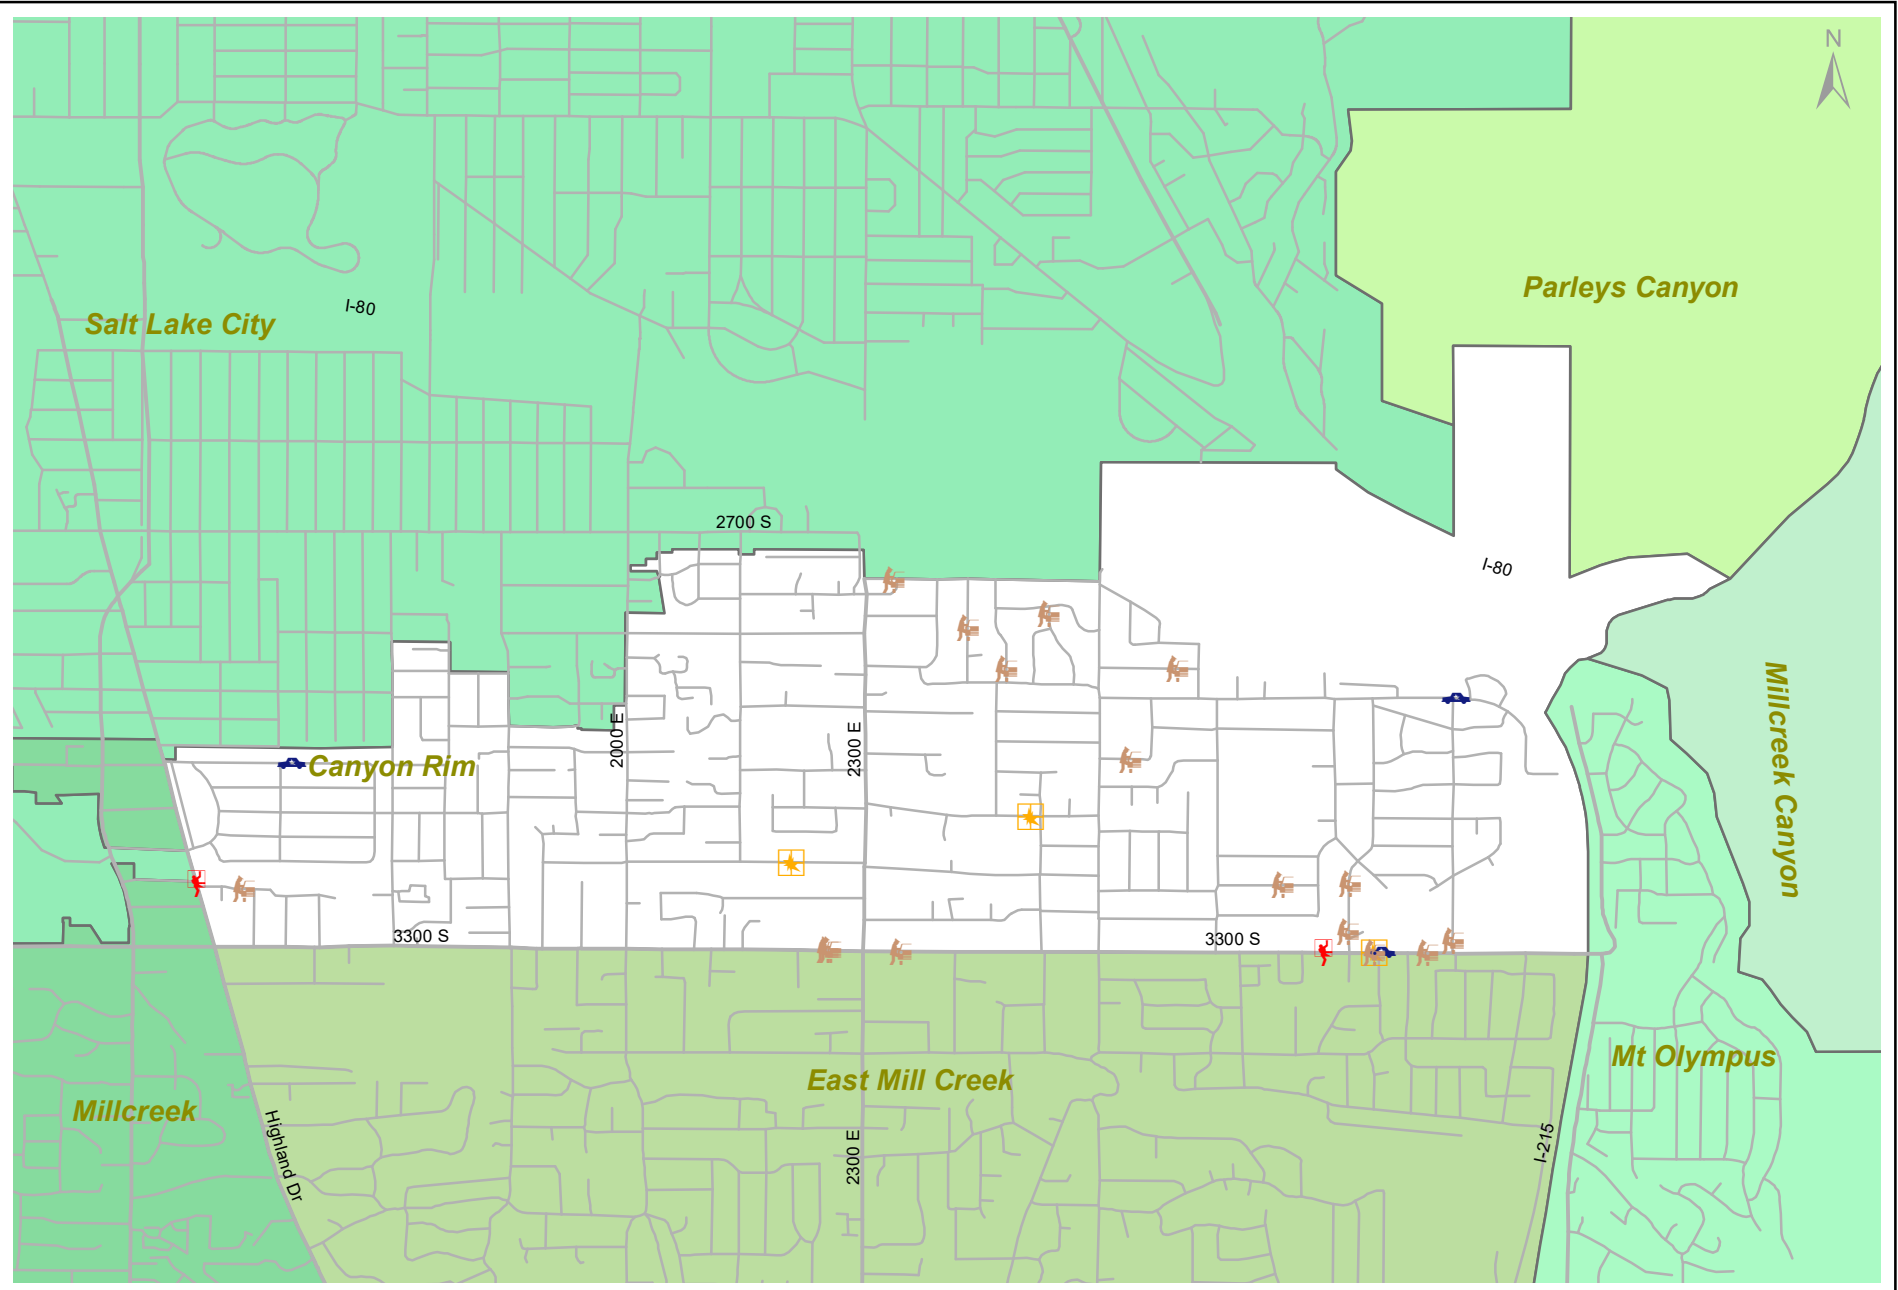 N
Parleys Canyon
I-80
Salt Lake City
2700 S
I-80
Millcreek Canyon
2000 E
2300 E
Canyon Rim
3300 S
3300 S
Mt Olympus
East Mill Creek
Millcreek
Highland Dr
2300 E
I-215